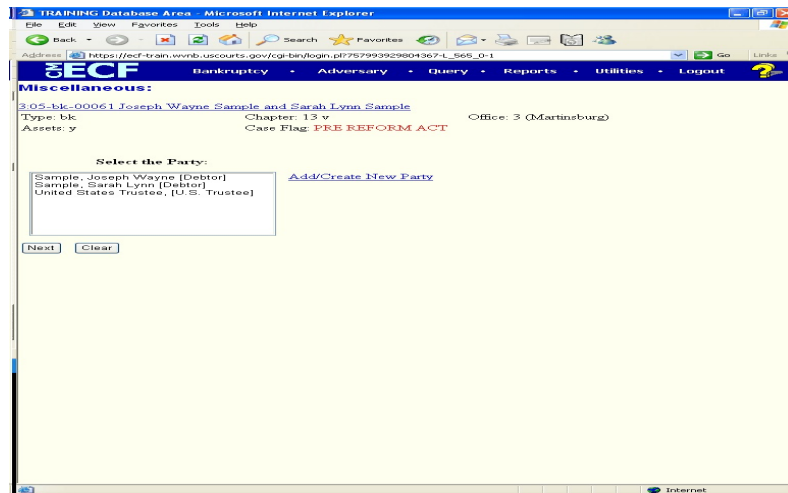 TRAINING Database Area - Microsoft Internet Explorer
File Edit View Favorites Tools Help
Back Search Favorites
Address https://ecf-train.wvnb.uscourts.gov/cgi-bin/login.pl?757993929804367-L_565_0-1 Go Links
CM ECF Bankruptcy • Adversary • Query • Reports • Utilities • Logout ?
Miscellaneous:
3:05-bk-00061 Joseph Wayne Sample and Sarah Lynn Sample
Type: bk Chapter: 13 v Office: 3 (Martinsburg)
Assets: y Case Flag: PRE REFORM ACT
Select the Party:
Sample, Joseph Wayne [Debtor] Add/Create New Party
Sample, Sarah Lynn [Debtor]
United States Trustee, [U.S. Trustee]
Next Clear
Internet